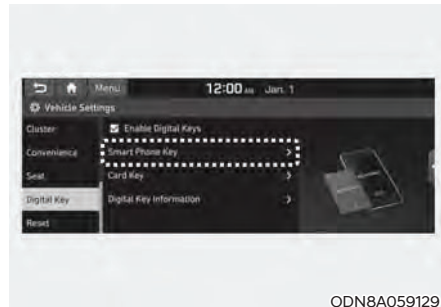 Menu 12:00 AM Jan. 1
Vehicle Settings
Cluster
Enable Digital Keys
Convenience
Smart Phone Key
Seat
Card Key
Digital Key
Digital Key Information
Reset
ODN8A059129